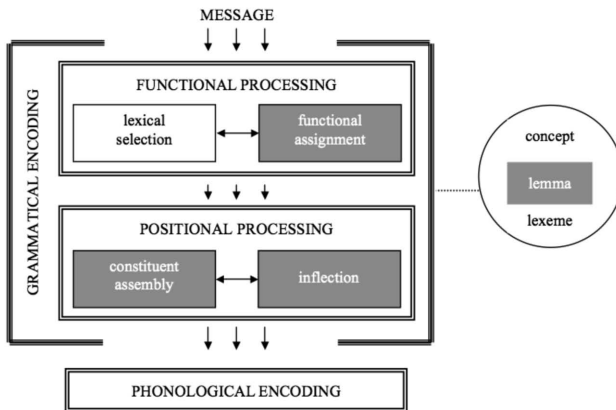 MESSAGE
GRAMMATICAL ENCODING
FUNCTIONAL PROCESSING
lexical
selection
functional
assignment
POSITIONAL PROCESSING
constituent
assembly
inflection
PHONOLOGICAL ENCODING
concept
lemma
lexeme